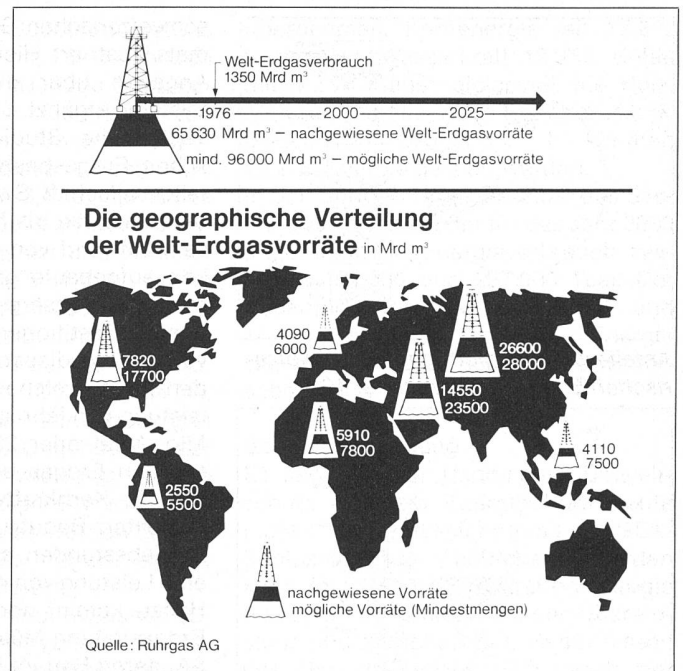 Welt-Erdgasverbrauch
1350 Mrd m³
1976 2000 2025
65 630 Mrd m³ – nachgewiesene Welt-Erdgasvorräte
mind. 96 000 Mrd m³ – mögliche Welt-Erdgasvorräte
Die geographische Verteilung
der Welt-Erdgasvorräte in Mrd m³
7820
17700
4090
6000
26600
28000
14550
23500
5910
7800
4110
7500
2550
5500
nachgewiesene Vorräte
mögliche Vorräte (Mindestmengen)
Quelle: Ruhrgas AG